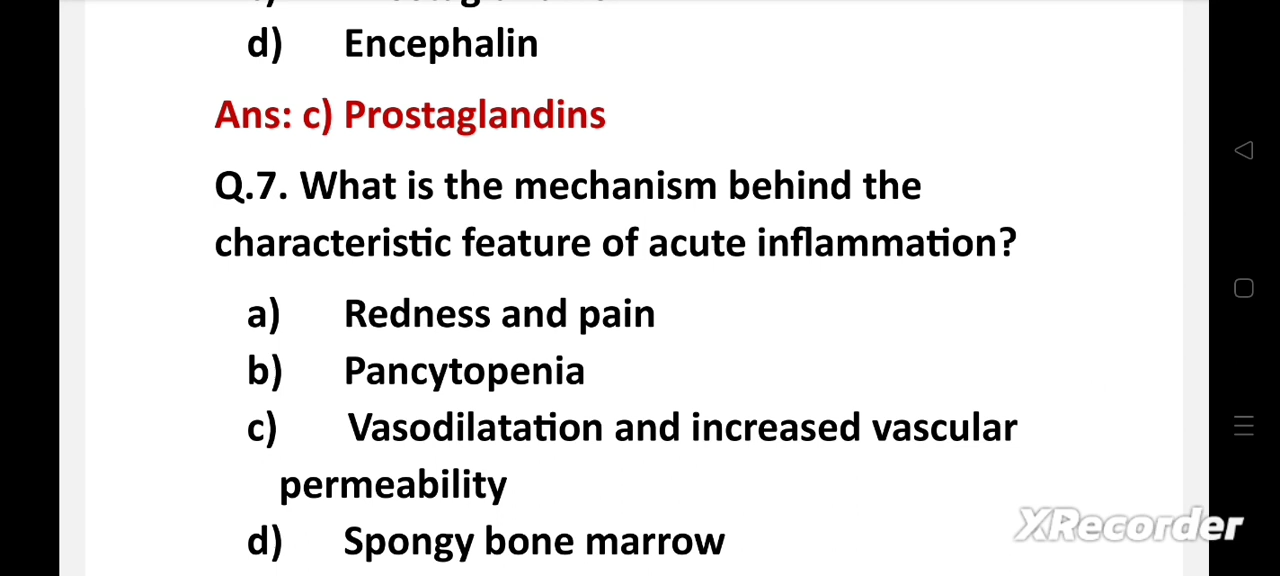 d) Encephalin
Ans: c) Prostaglandins
Q.7. What is the mechanism behind the
characteristic feature of acute inflammation?
a) Redness and pain
b) Pancytopenia
c) Vasodilatation and increased vascular
permeability
d) Spongy bone marrow
XRecorder